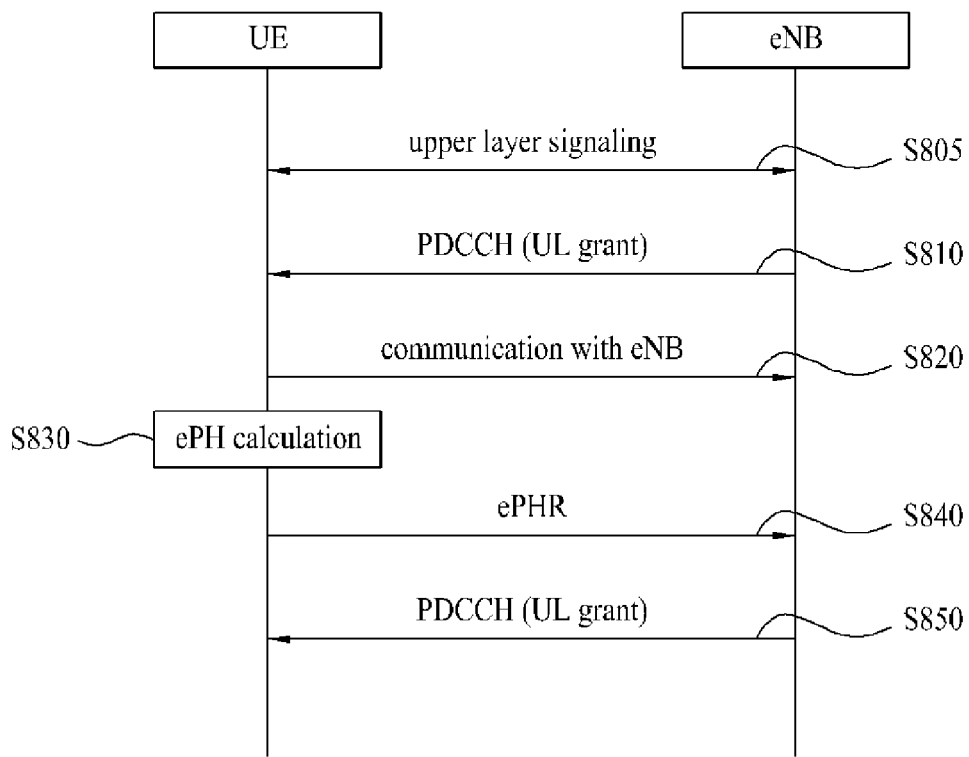 UE
eNB
upper layer signaling
S805
PDCCH (UL grant)
S810
communication with eNB
S820
S830
ePH calculation
ePHR
S840
PDCCH (UL grant)
S850